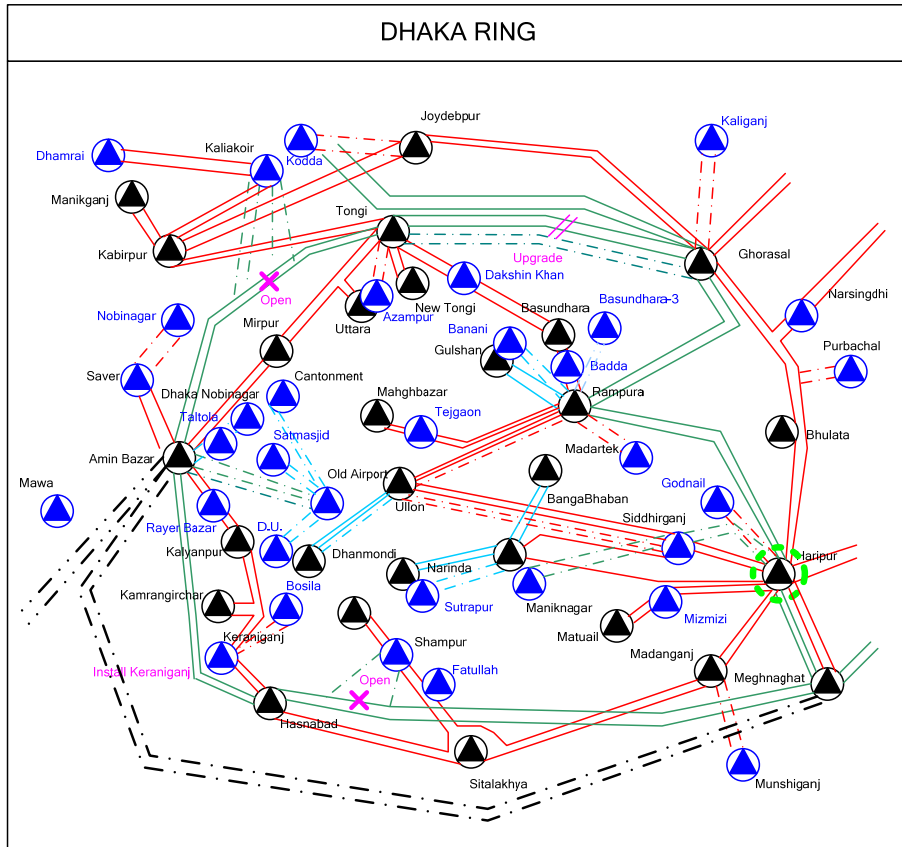 DHAKA RING
Joydebpur
Kaliganj
Kaliakoir
Kodda
Dhamrai
Manikganj
Tongi
Kabirpur
Ghorasal
Upgrade
Dakshin Khan
Open
New Tongi
Basundhara
Basundhara-3
Narsingdhi
Nobinagar
Mirpur
Uttara
Azampur
Banani
Gulshan
Purbachal
Saver
Cantonment
Badda
Dhaka Nobinagar
Mahghbazar
Rampura
Taltola
Satmasjid
Tejgaon
Madartek
Bhulata
Amin Bazar
Old Airport
Mawa
BangaBhaban
Godnail
Ullon
Siddhirganj
Rayer Bazar
D.U.
Kalyanpur
Dhanmondi
Narinda
Haripur
Kamrangirchar
Bosila
Sutrapur
Maniknagar
Mizmizi
Keraniganj
Matuail
Shampur
Madanganj
Install Keraniganj
Open
Fatullah
Meghnaghat
Hasnabad
Sitalakhya
Munshiganj